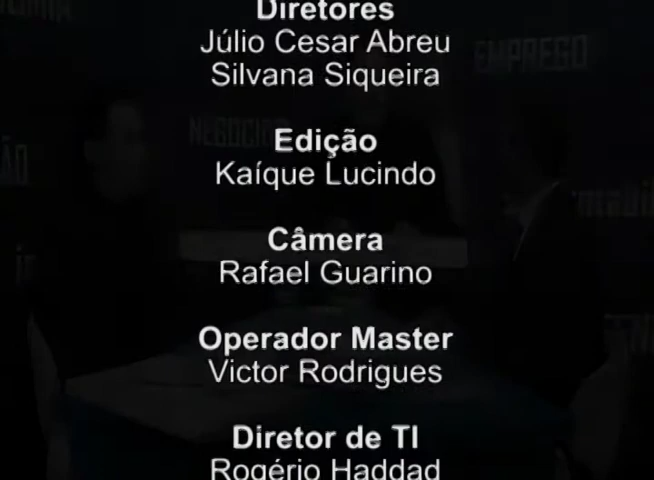 Diretores
Júlio Cesar Abreu
Silvana Siqueira
Edição
Kaíque Lucindo
Câmera
Rafael Guarino
Operador Master
Victor Rodrigues
Diretor de TI
Rogério Haddad
EMPREGO